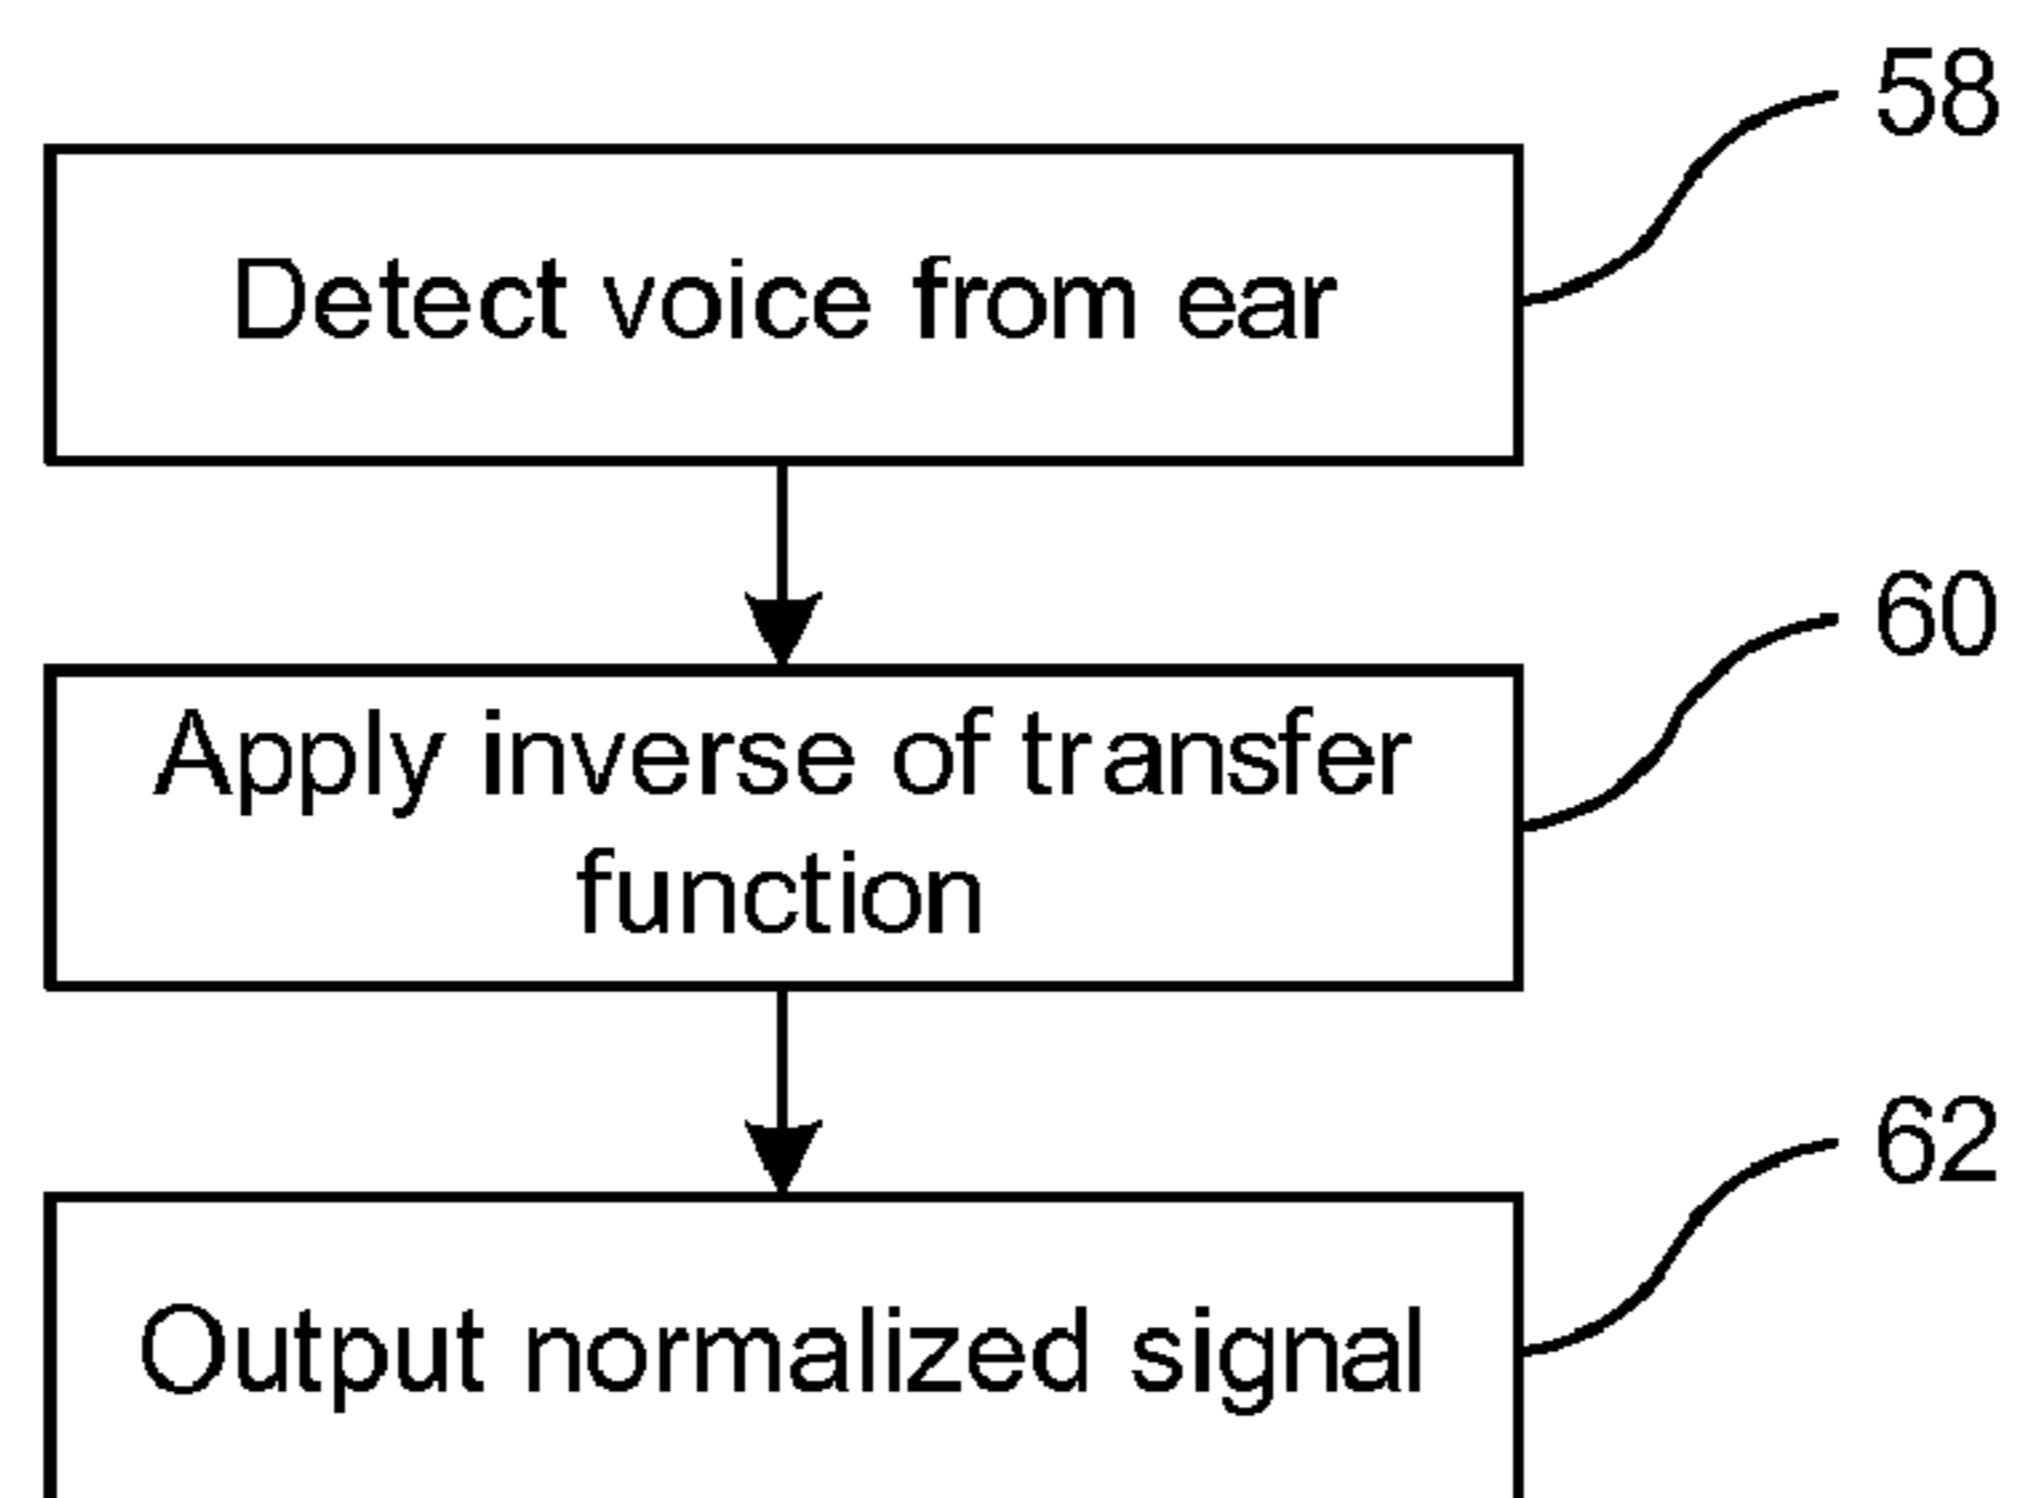 58
Detect voice from ear
60
Apply inverse of transfer
function
62
Output normalized signal